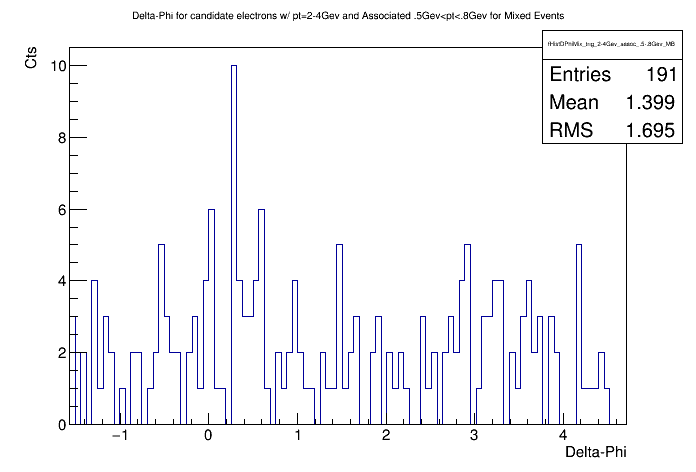 Delta-Phi for candidate electrons w/ pt=2-4Gev and Associated .5Gev<pt<.8Gev for Mixed Events
fHistDPhiMix_trig_2-4Gev_assoc_.5-.8Gev_MB
Entries 191
Mean 1.399
RMS 1.695
Cts
10
8
6
4
2
0
−1 0 1 2 3 4
Delta-Phi